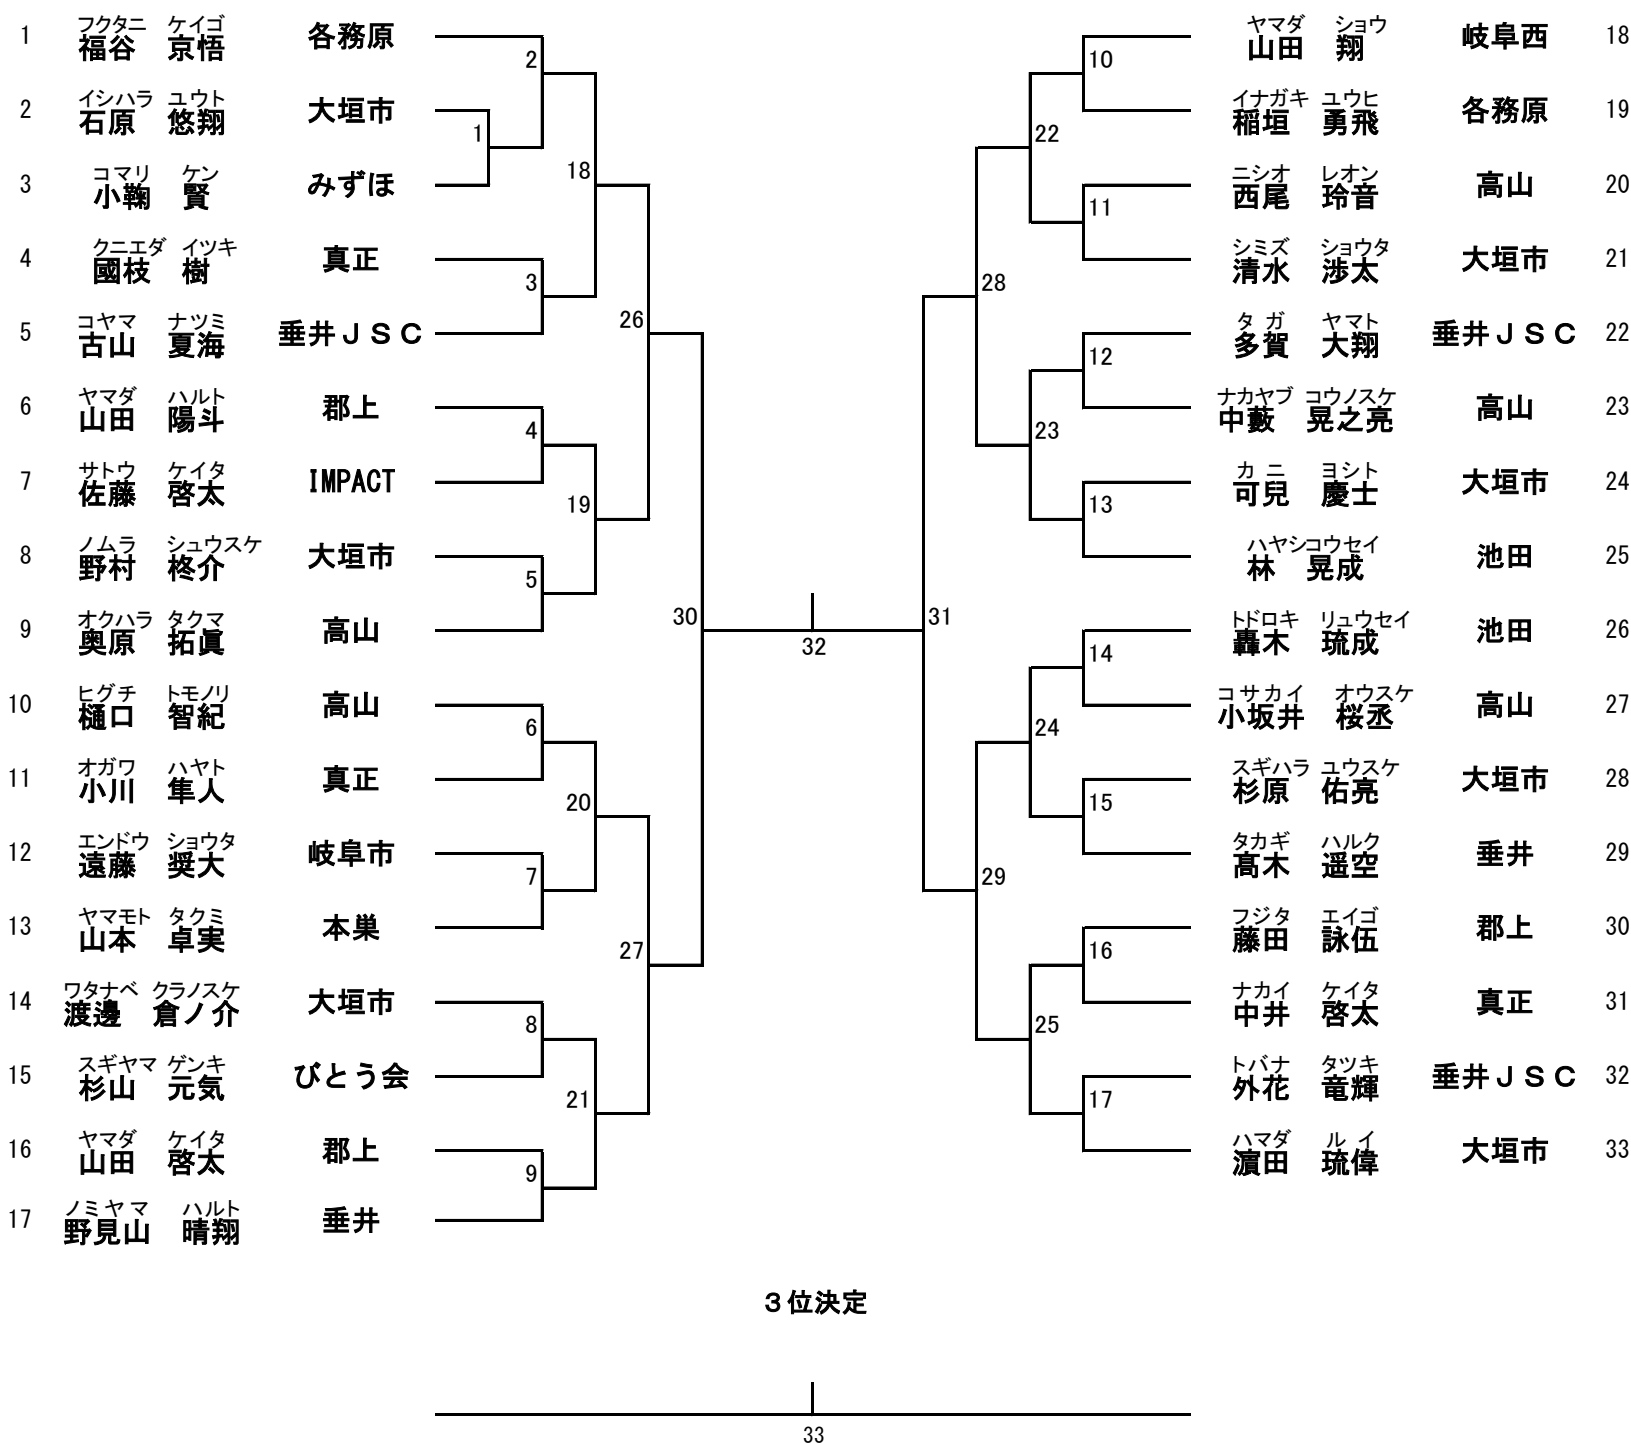 フクタニ ケイゴ
1 福谷 京悟 各務原
イシハラ ユウト
2 石原 悠翔 大垣市
コマリ ケン
3 小鞠 賢 みずほ
クニエダ イツキ
4 國枝 樹 真正
コヤマ ナツミ
5 古山 夏海 垂井ＪＳＣ
ヤマダ ハルト
6 山田 陽斗 郡上
サトウ ケイタ
7 佐藤 啓太 IMPACT
ノムラ シュウスケ
8 野村 柊介 大垣市
オクハラ タクマ
9 奥原 拓眞 高山
ヒグチ トモノリ
10 樋口 智紀 高山
オガワ ハヤト
11 小川 隼人 真正
エンドウ ショウタ
12 遠藤 奨大 岐阜市
ヤマモト タクミ
13 山本 卓実 本巣
ワタナベ クラノスケ
14 渡邊 倉ノ介 大垣市
スギヤマ ゲンキ
15 杉山 元気 びとう会
ヤマダ ケイタ
16 山田 啓太 郡上
ノミヤマ ハルト
17 野見山 晴翔 垂井
2
1
18
3
26
4
19
5
30
6
20
7
27
8
21
9
32
31
10
22
11
28
12
23
13
14
24
15
29
16
25
17
ヤマダ ショウ
山田 翔 岐阜西 18
イナガキ ユウヒ
稲垣 勇飛 各務原 19
ニシオ レオン
西尾 玲音 高山 20
シミズ ショウタ
清水 渉太 大垣市 21
タガ ヤマト
多賀 大翔 垂井ＪＳＣ 22
ナカヤブ コウノスケ
中藪 晃之亮 高山 23
カニ ヨシト
可児 慶士 大垣市 24
ハヤシ コウセイ
林 晃成 池田 25
トドロキ リュウセイ
轟木 琉成 池田 26
コサカイ オウスケ
小坂井 桜丞 高山 27
スギハラ ユウスケ
杉原 佑亮 大垣市 28
タカギ ハルク
髙木 遥空 垂井 29
フジタ エイゴ
藤田 詠伍 郡上 30
ナカイ ケイタ
中井 啓太 真正 31
トバナ タツキ
外花 竜輝 垂井ＪＳＣ 32
ハマダ ルイ
濵田 琉偉 大垣市 33
３位決定
33